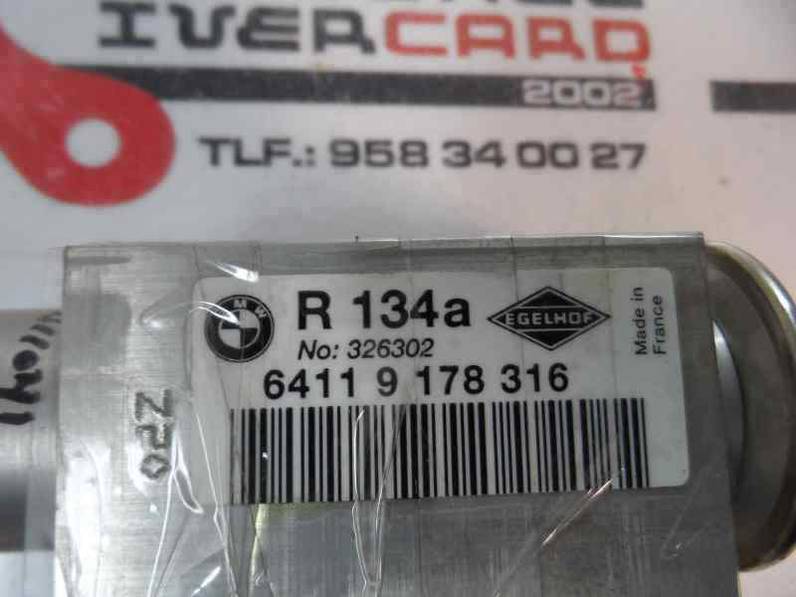 IVERCARD
2002
TLF.: 958 34 00 27
BMW
R 134a
EGELHOF
Made in
France
No: 326302
6411 9 178 316
027